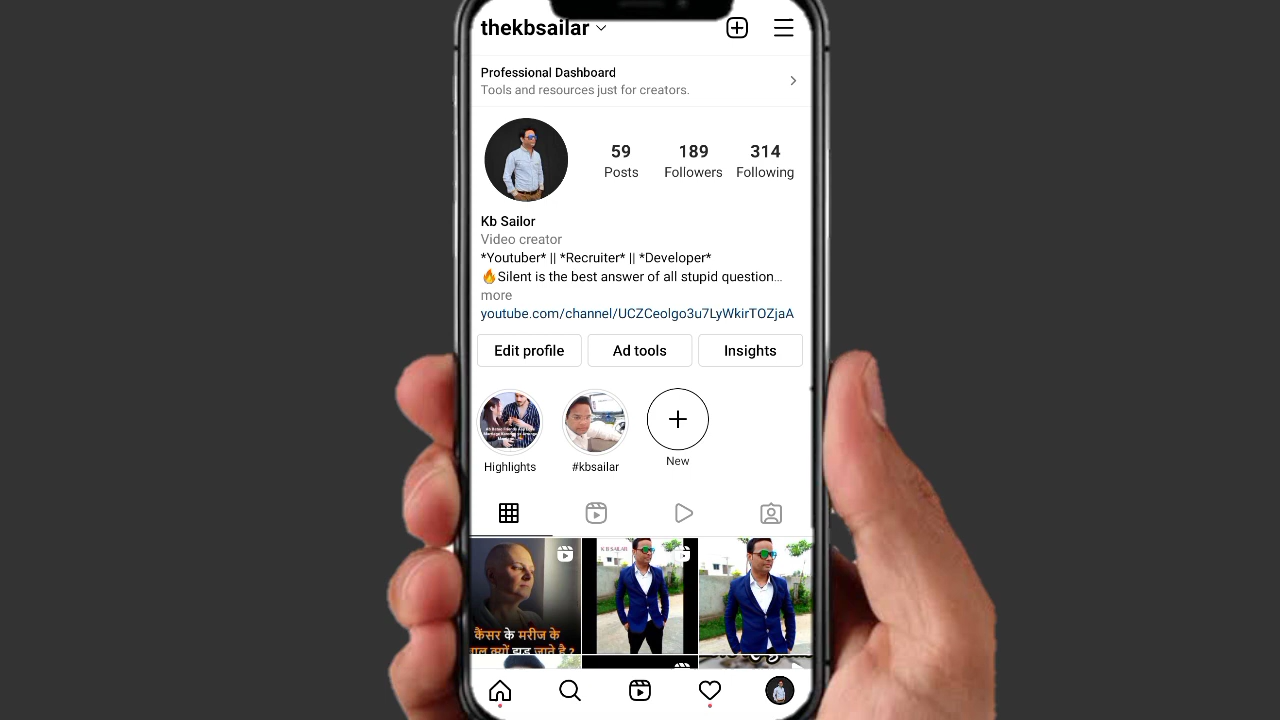 thekbsailar
Professional Dashboard
Tools and resources just for creators.
59
Posts
189
Followers
314
Following
Kb Sailor
Video creator
*Youtuber* || *Recruiter* || *Developer*
🔥Silent is the best answer of all stupid question...
more
youtube.com/channel/UCZCeolgo3u7LyWkirTOZjaA
Edit profile
Ad tools
Insights
Highlights
#kbsailar
New
K B SAILAR
कैंसर के मरीज के
बाल क्यों झड़ जाते है ?